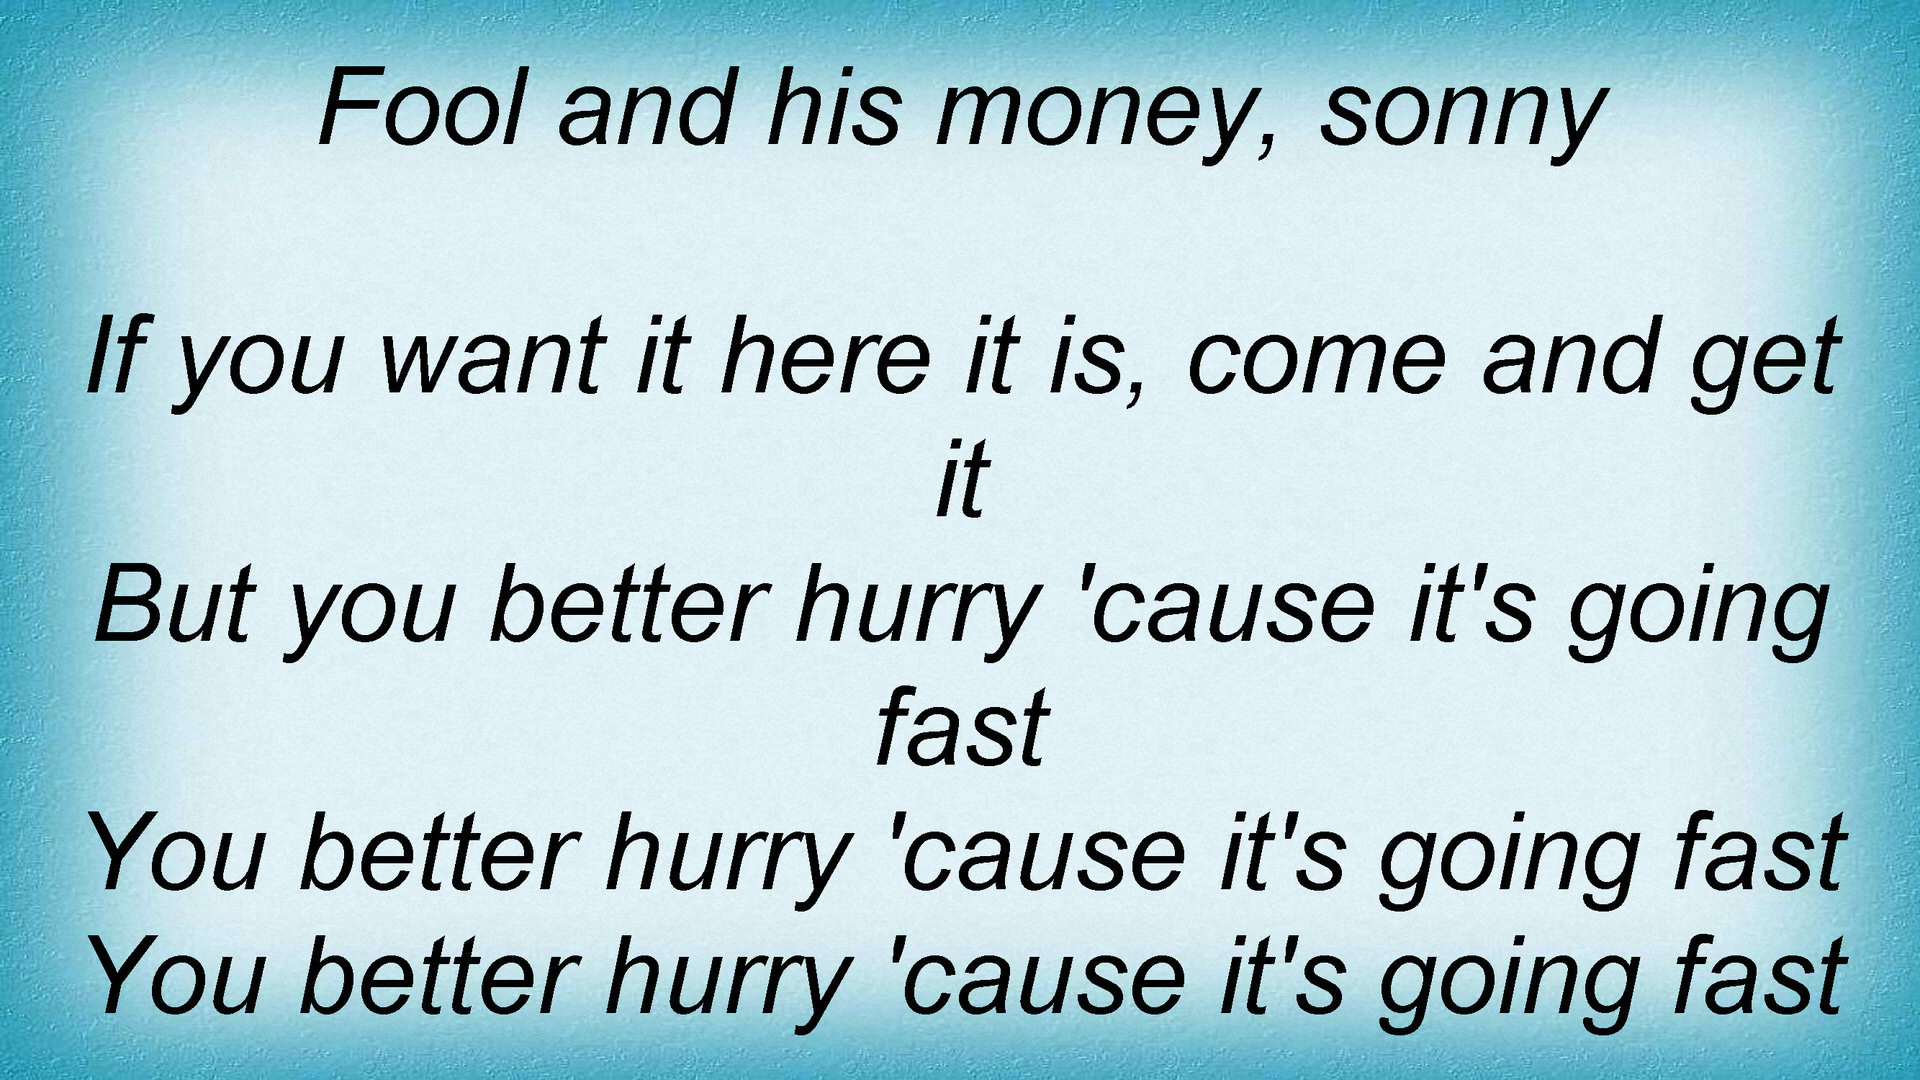 Fool and his money, sonny
If you want it here it is, come and get
it
But you better hurry 'cause it's going
fast
You better hurry 'cause it's going fast
You better hurry 'cause it's going fast